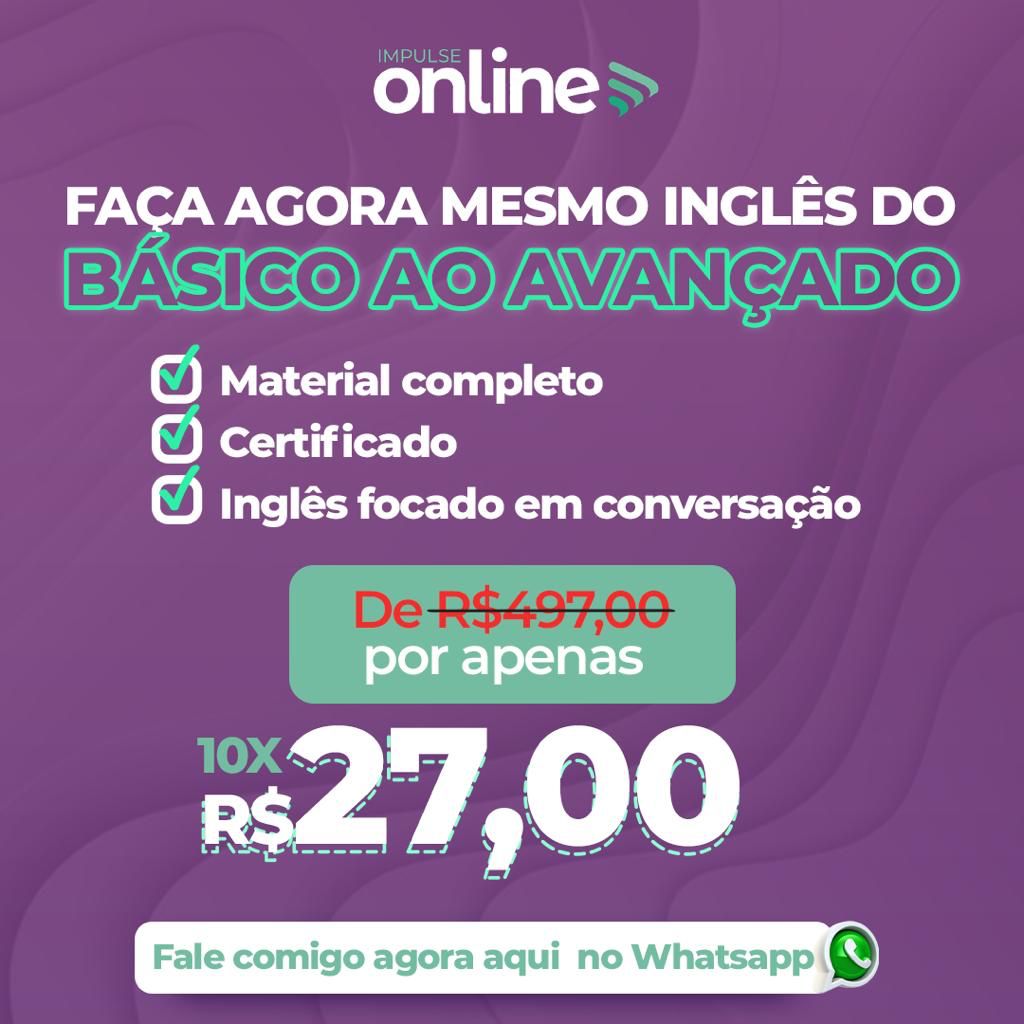 IMPULSE
online
FAÇA AGORA MESMO INGLÊS DO
BÁSICO AO AVANÇADO
Material completo
Certificado
Inglês focado em conversação
De R$497,00
por apenas
10X
R$27,00
Fale comigo agora aqui no Whatsapp